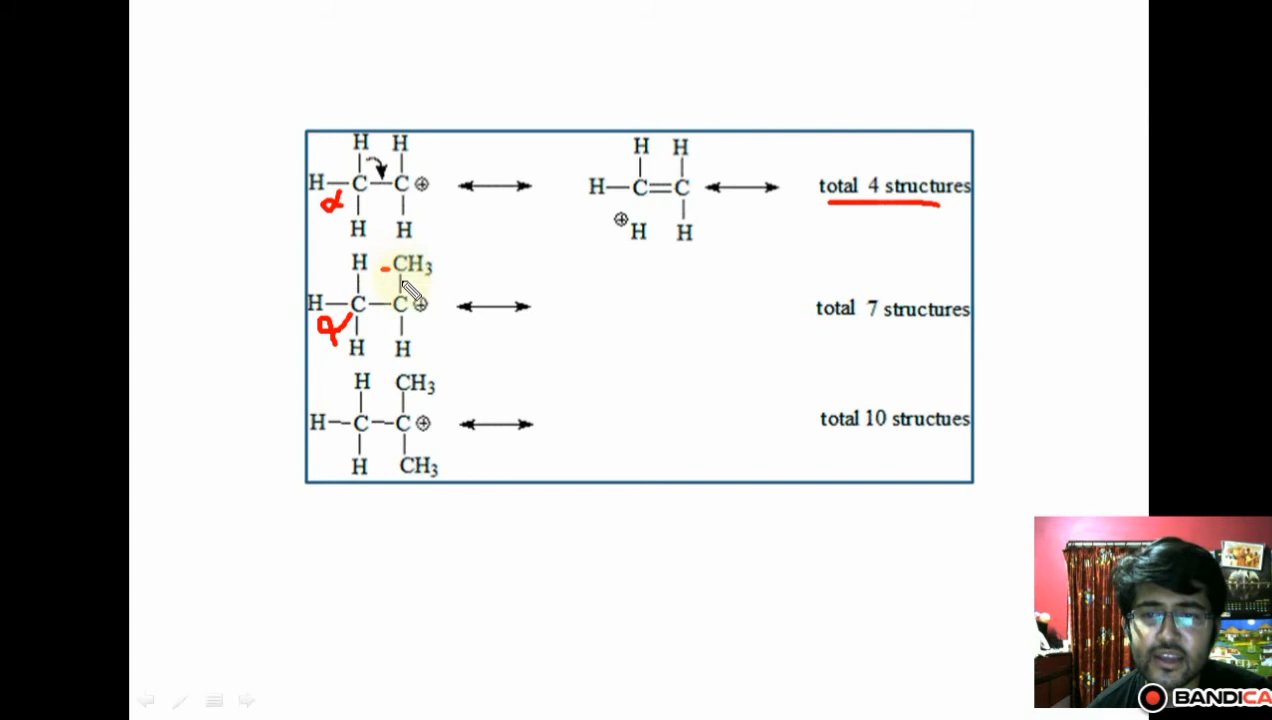 H H
H—C—C⊕ ⟷ H—C=C ⟷ total 4 structures
α
H H ⊕H H
H CH₃
H—C—C⊕ ⟷ total 7 structures
α
H H
H CH₃
H—C—C⊕ ⟷ total 10 structues
H CH₃
BANDICA